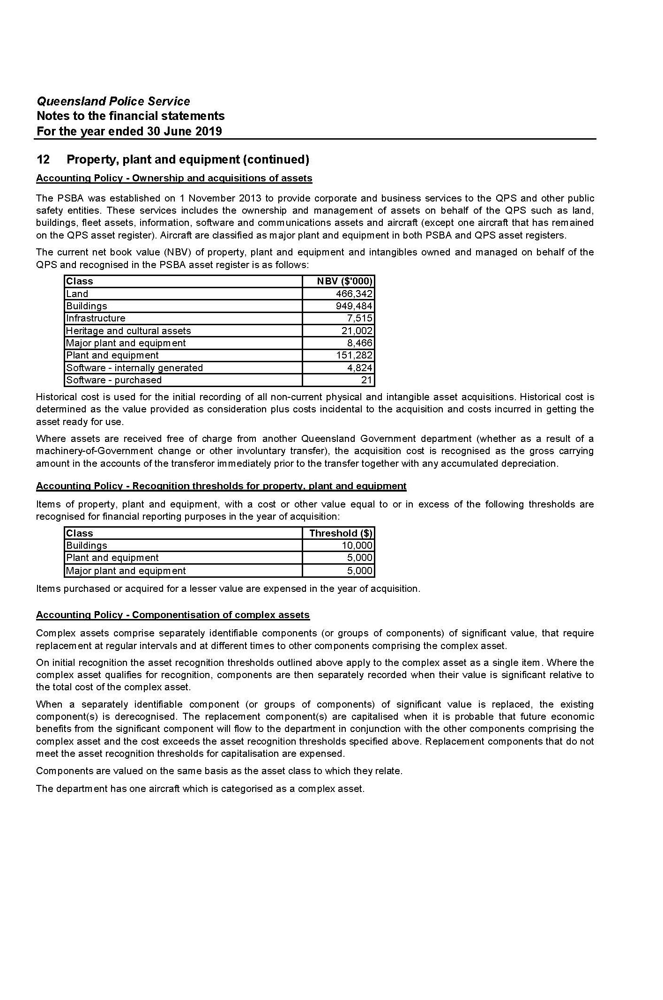 Queensland Police Service
Notes to the financial statements
For the year ended 30 June 2019
12 Property, plant and equipment (continued)
Accounting Policy - Ownership and acquisitions of assets
The PSBA was established on 1 November 2013 to provide corporate and business services to the QPS and other public
safety entities. These services includes the ownership and management of assets on behalf of the QPS such as land,
buildings, fleet assets, information, software and communications assets and aircraft (except one aircraft that has remained
on the QPS asset register). Aircraft are classified as major plant and equipment in both PSBA and QPS asset registers.
The current net book value (NBV) of property, plant and equipment and intangibles owned and managed on behalf of the
QPS and recognised in the PSBA asset register is as follows:
Class NBV ($'000)
Land 466,342
Buildings 949,484
Infrastructure 7,515
Heritage and cultural assets 21,002
Major plant and equipment 8,466
Plant and equipment 151,282
Software - internally generated 4,824
Software - purchased 21
Historical cost is used for the initial recording of all non-current physical and intangible asset acquisitions. Historical cost is
determined as the value provided as consideration plus costs incidental to the acquisition and costs incurred in getting the
asset ready for use.
Where assets are received free of charge from another Queensland Government department (whether as a result of a
machinery-of-Government change or other involuntary transfer), the acquisition cost is recognised as the gross carrying
amount in the accounts of the transferor immediately prior to the transfer together with any accumulated depreciation.
Accounting Policy - Recognition thresholds for property, plant and equipment
Items of property, plant and equipment, with a cost or other value equal to or in excess of the following thresholds are
recognised for financial reporting purposes in the year of acquisition:
Class Threshold ($)
Buildings 10,000
Plant and equipment 5,000
Major plant and equipment 5,000
Items purchased or acquired for a lesser value are expensed in the year of acquisition.
Accounting Policy - Componentisation of complex assets
Complex assets comprise separately identifiable components (or groups of components) of significant value, that require
replacement at regular intervals and at different times to other components comprising the complex asset.
On initial recognition the asset recognition thresholds outlined above apply to the complex asset as a single item. Where the
complex asset qualifies for recognition, components are then separately recorded when their value is significant relative to
the total cost of the complex asset.
When a separately identifiable component (or groups of components) of significant value is replaced, the existing
component(s) is derecognised. The replacement component(s) are capitalised when it is probable that future economic
benefits from the significant component will flow to the department in conjunction with the other components comprising the
complex asset and the cost exceeds the asset recognition thresholds specified above. Replacement components that do not
meet the asset recognition thresholds for capitalisation are expensed.
Components are valued on the same basis as the asset class to which they relate.
The department has one aircraft which is categorised as a complex asset.